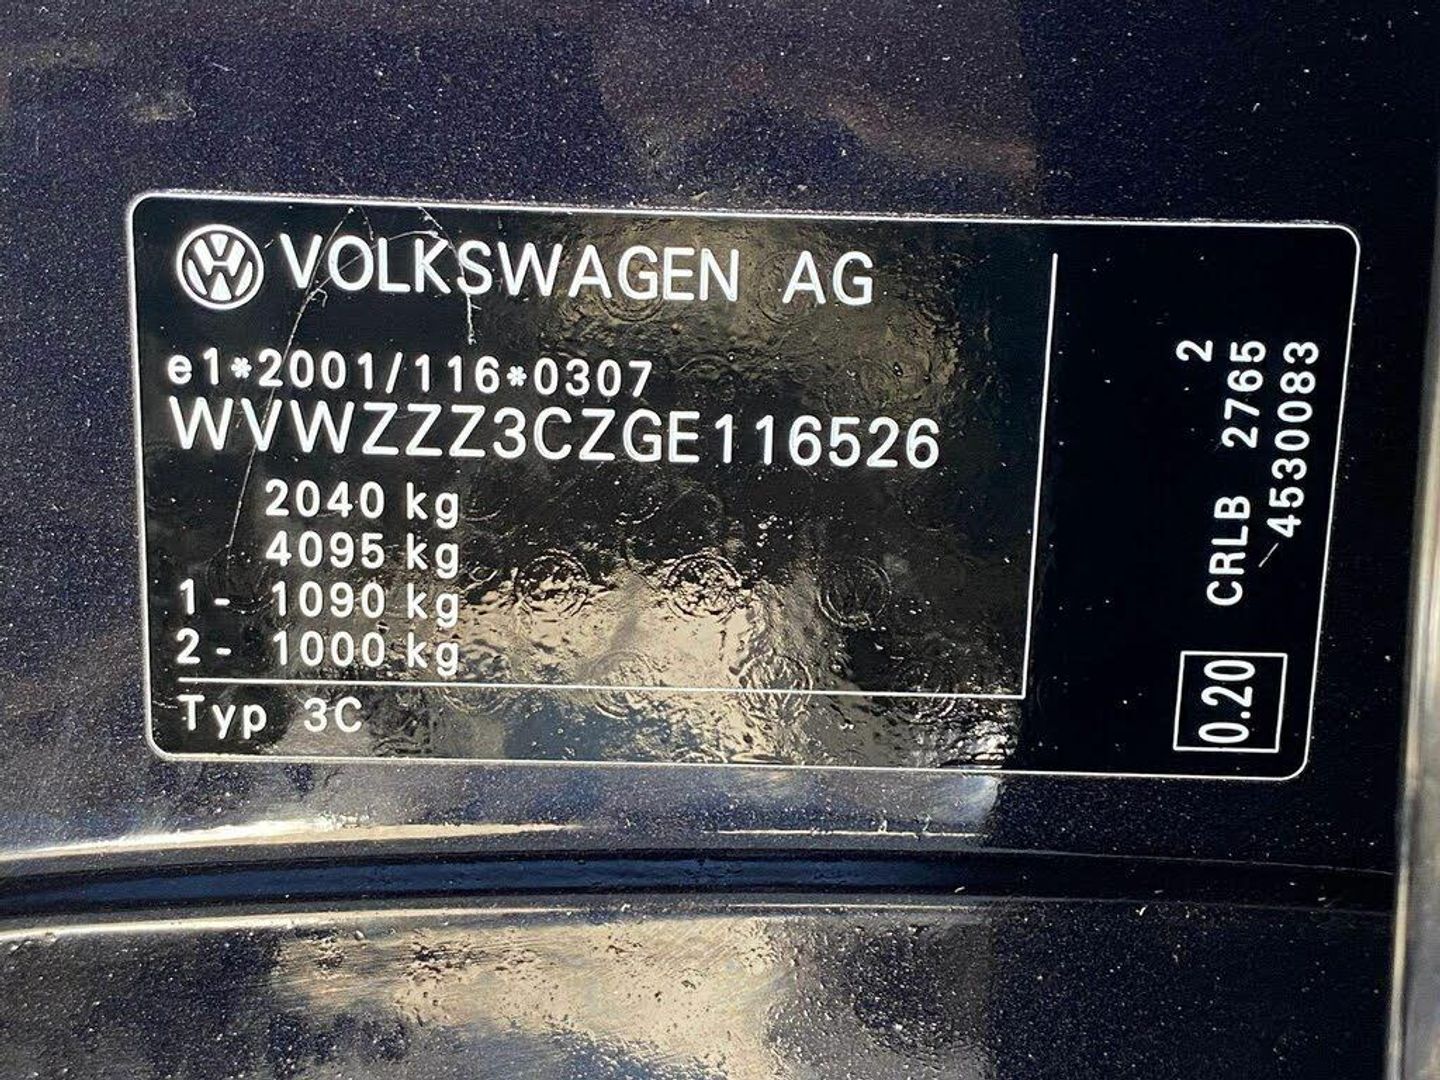 VOLKSWAGEN AG
e1*2001/116*0307
WVWZZZ3CZGE116526
2040 kg
4095 kg
1- 1090 kg
2- 1000 kg
Typ 3C
2
CRLB 2765
4530083
0.20